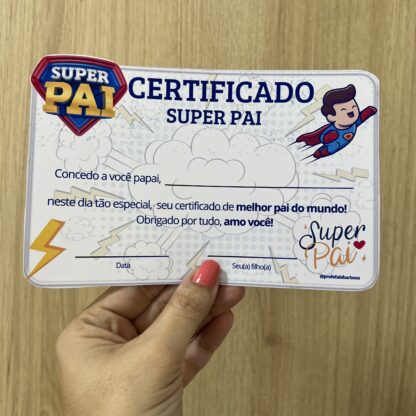 SUPER
PAI
CERTIFICADO
SUPER PAI
Concedo a você papai,
neste dia tão especial, seu certificado de melhor pai do mundo!
Obrigado por tudo, amo você!
Super
Pai
Data
Seu(a) filho(a)
@profefabibarbosa